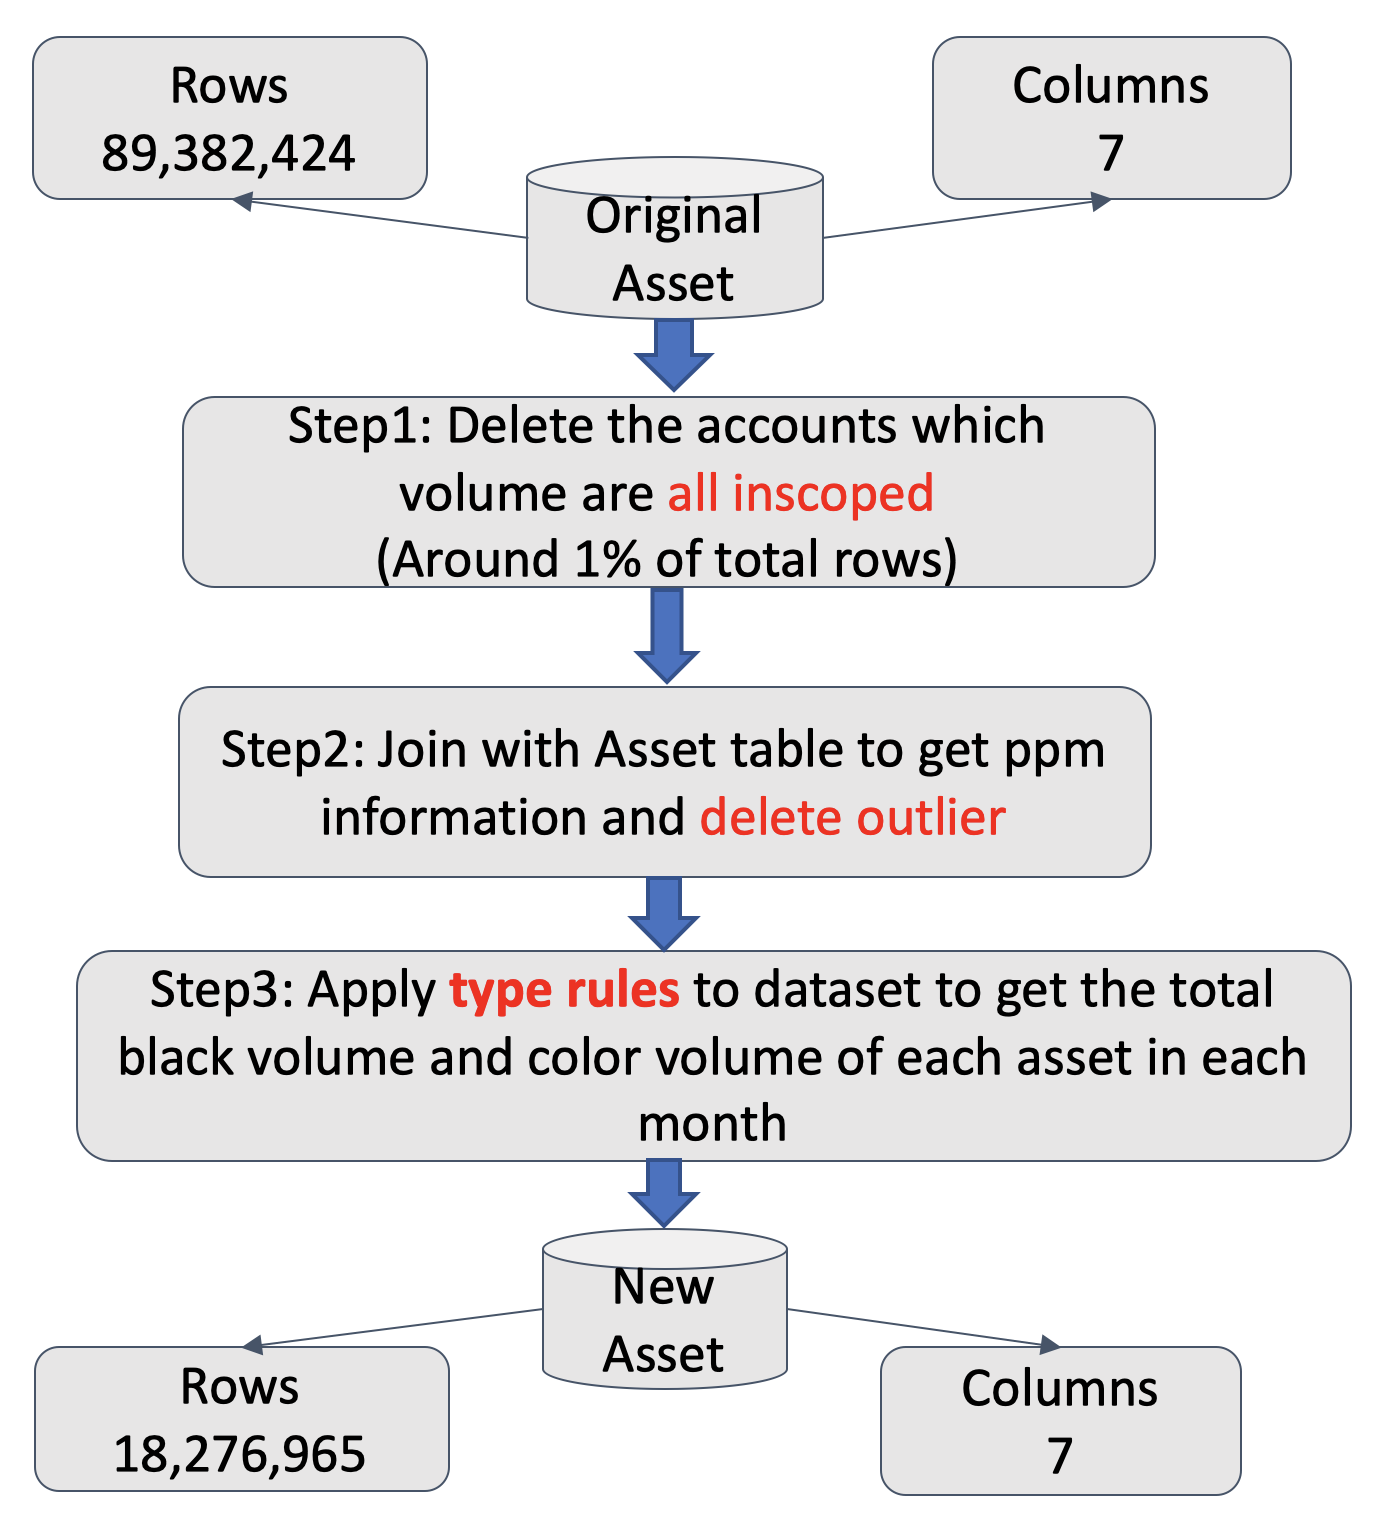 Rows
89,382,424
Columns
7
Original
Asset
Step1: Delete the accounts which
volume are all inscoped
(Around 1% of total rows)
Step2: Join with Asset table to get ppm
information and delete outlier
Step3: Apply type rules to dataset to get the total
black volume and color volume of each asset in each
month
New
Asset
Rows
18,276,965
Columns
7